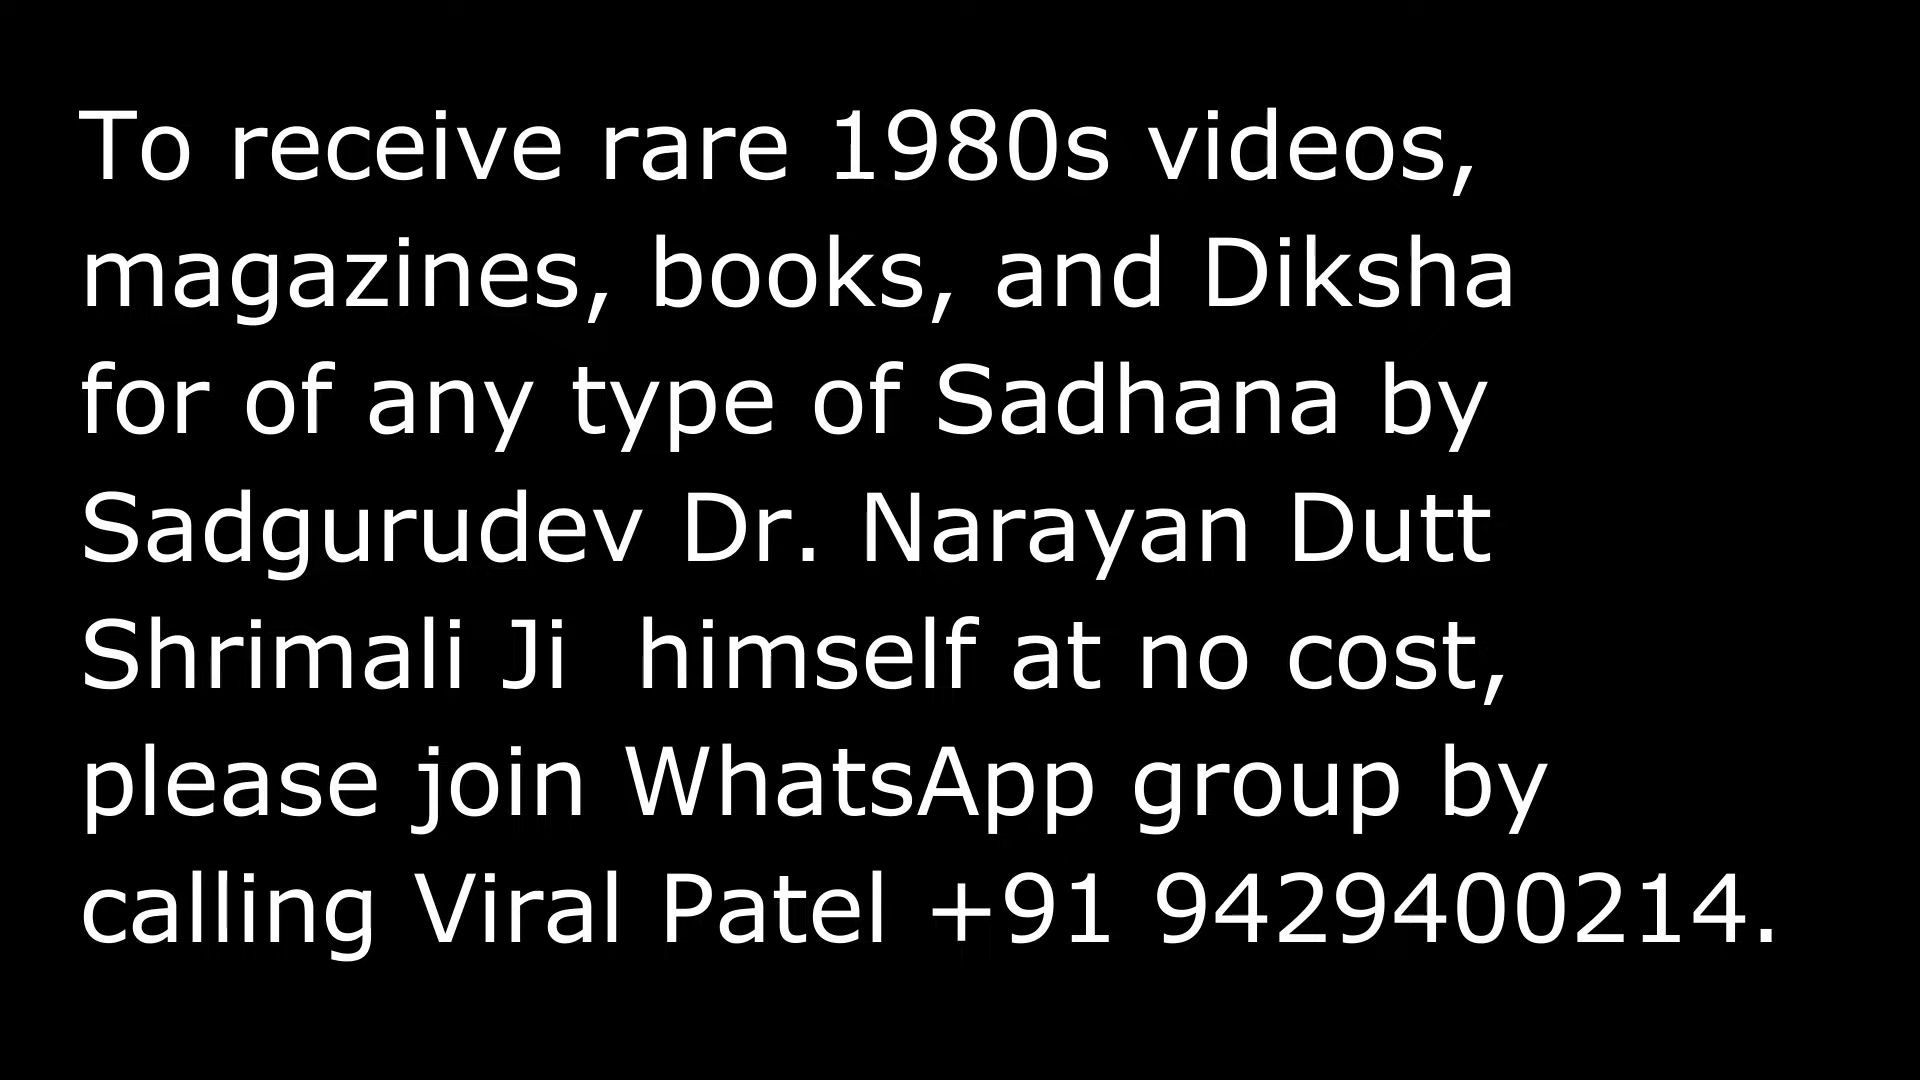 To receive rare 1980s videos,
magazines, books, and Diksha
for of any type of Sadhana by
Sadgurudev Dr. Narayan Dutt
Shrimali Ji  himself at no cost,
please join WhatsApp group by
calling Viral Patel +91 9429400214.